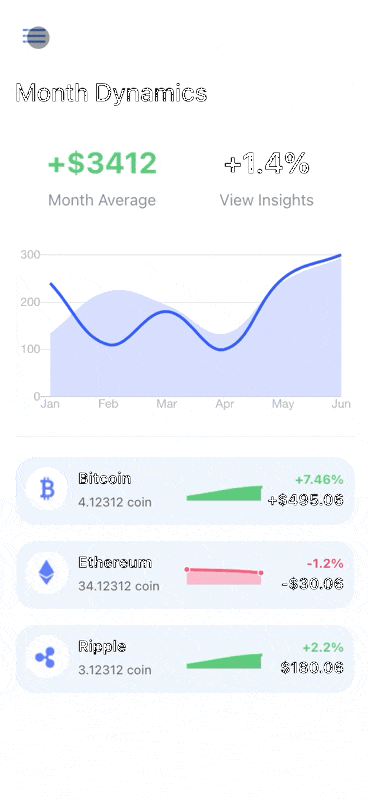 Month Dynamics
+$3412
+1.4%
Month Average
View Insights
300
200
100
0
Jan Feb Mar Apr May Jun
Bitcoin
4.12312 coin
+7.46%
+$495.06
Ethereum
34.12312 coin
-1.2%
-$30.06
Ripple
3.12312 coin
+2.2%
$160.06